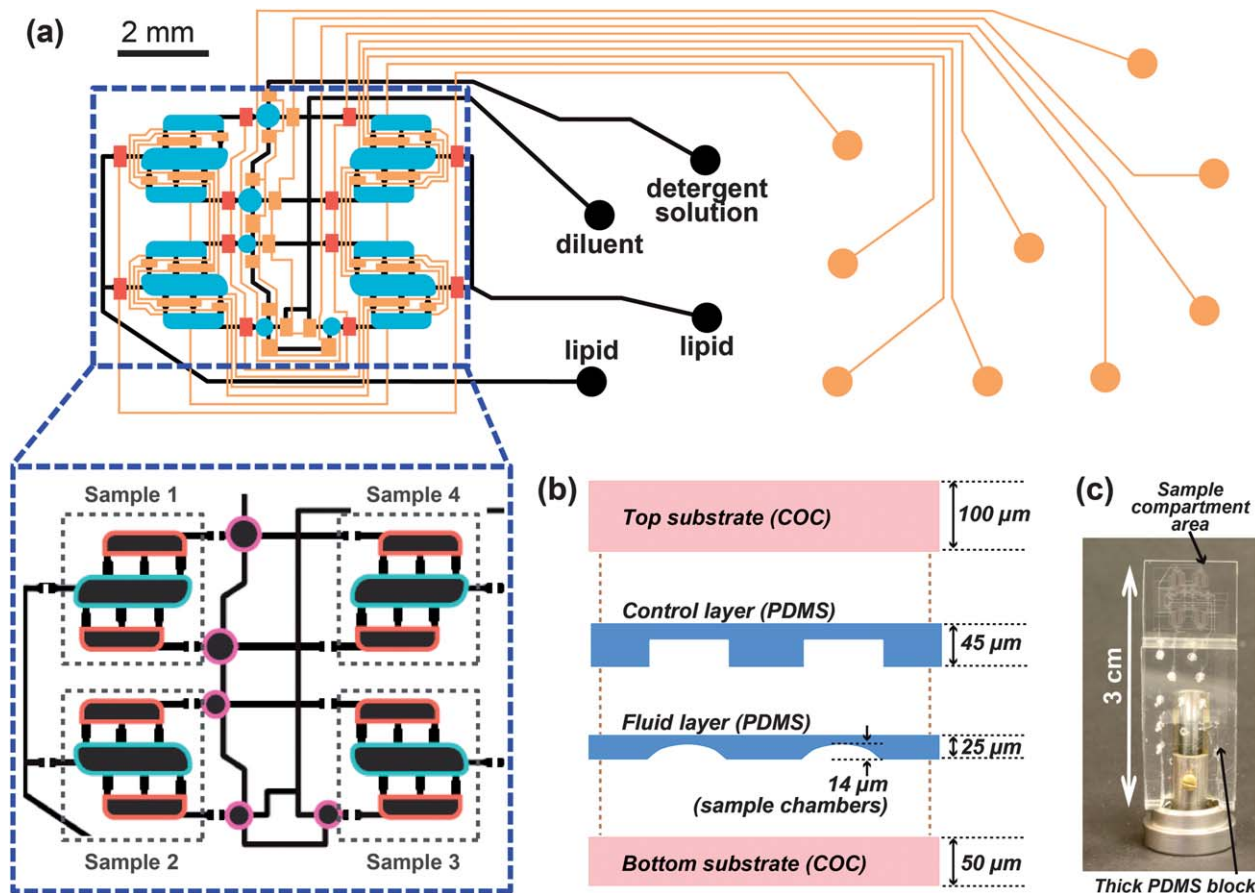 (a)
2 mm
detergent
solution
diluent
lipid
lipid
Sample 1
Sample 4
Sample 2
Sample 3
(b)
Top substrate (COC)
100 µm
Control layer (PDMS)
45 µm
Fluid layer (PDMS)
25 µm
14 µm
(sample chambers)
Bottom substrate (COC)
50 µm
(c)
Sample
compartment
area
3 cm
Thick PDMS block